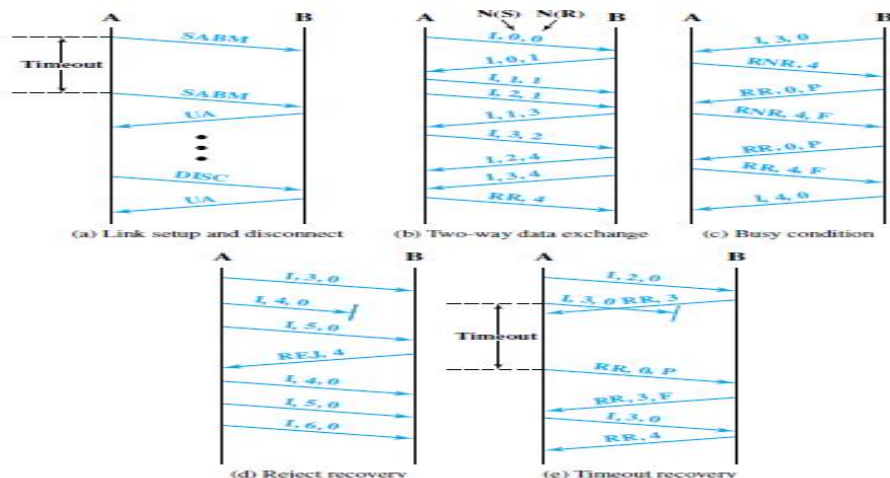 A B
SABM
Timeout
SABM
UA
DISC
UA
(a) Link setup and disconnect
A N(S) N(R) B
I, 0, 0
I, 0, 1
I, 1, 1
I, 2, 1
I, 1, 3
I, 3, 2
I, 2, 4
I, 3, 4
RR, 4
(b) Two-way data exchange
A B
I, 3, 0
RNR, 4
RR, 0, P
RNR, 4, F
RR, 0, P
RR, 4, F
I, 4, 0
(c) Busy condition
A B
I, 3, 0
I, 4, 0
I, 5, 0
REJ, 4
I, 4, 0
I, 5, 0
I, 6, 0
(d) Reject recovery
A B
I, 2, 0
I, 3, 0 RR, 3
Timeout
RR, 0, P
RR, 3, F
I, 3, 0
RR, 4
(e) Timeout recovery